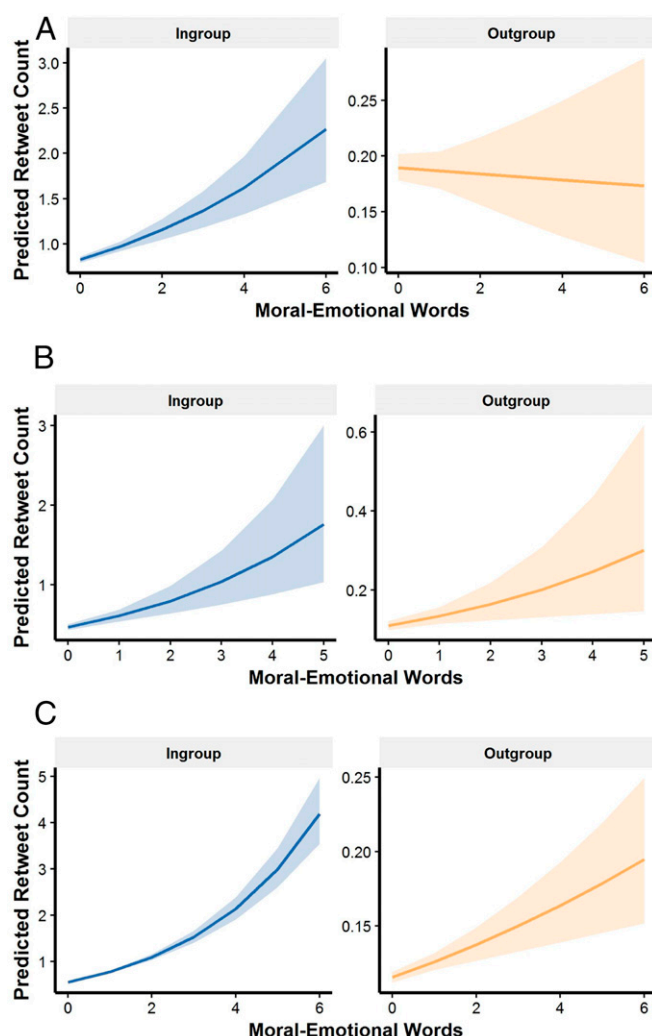 A
Ingroup
Outgroup
Predicted Retweet Count
3.0
2.5
2.0
1.5
1.0
0.25
0.20
0.15
0.10
0 2 4 6
0 2 4 6
Moral-Emotional Words
B
Ingroup
Outgroup
Predicted Retweet Count
3
2
1
0.6
0.4
0.2
0 1 2 3 4 5
0 1 2 3 4 5
Moral-Emotional Words
C
Ingroup
Outgroup
Predicted Retweet Count
5
4
3
2
1
0.25
0.20
0.15
0 2 4 6
0 2 4 6
Moral-Emotional Words